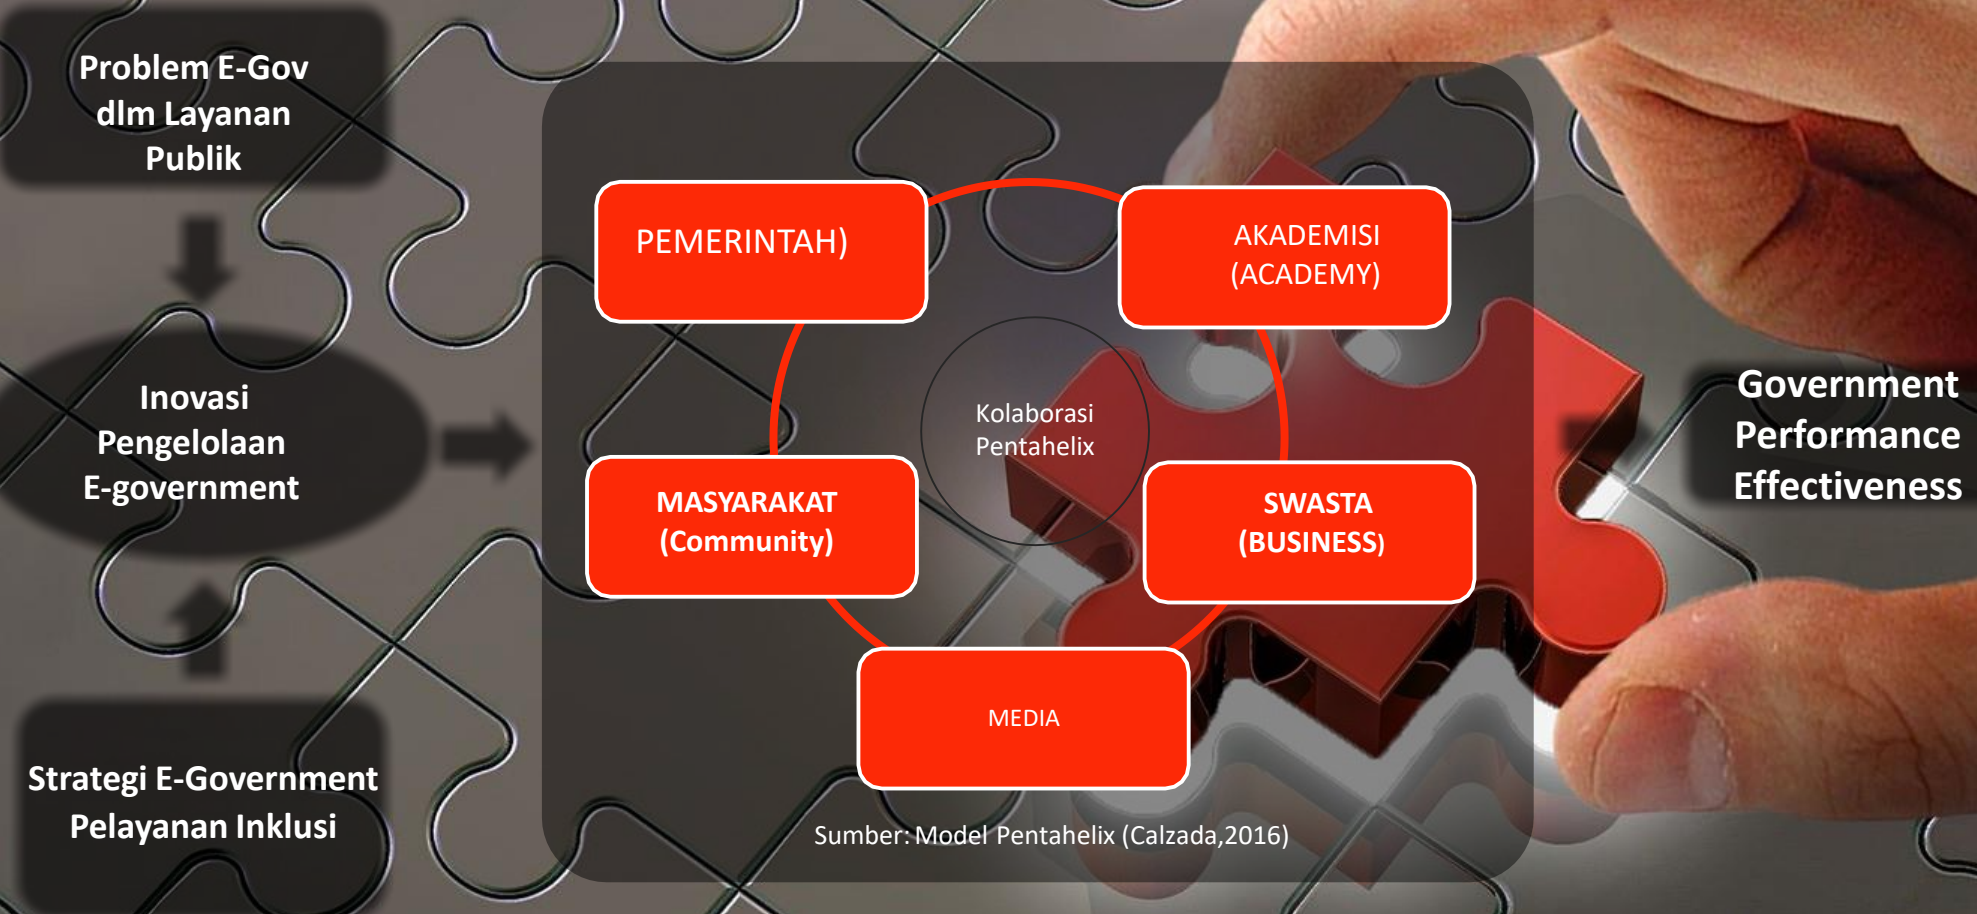 Problem E-Gov
dlm Layanan
Publik
Inovasi
Pengelolaan
E-government
Strategi E-Government
Pelayanan Inklusi
PEMERINTAH)
AKADEMISI
(ACADEMY)
Kolaborasi
Pentahelix
MASYARAKAT
(Community)
SWASTA
(BUSINESS)
MEDIA
Sumber: Model Pentahelix (Calzada,2016)
Government
Performance
Effectiveness